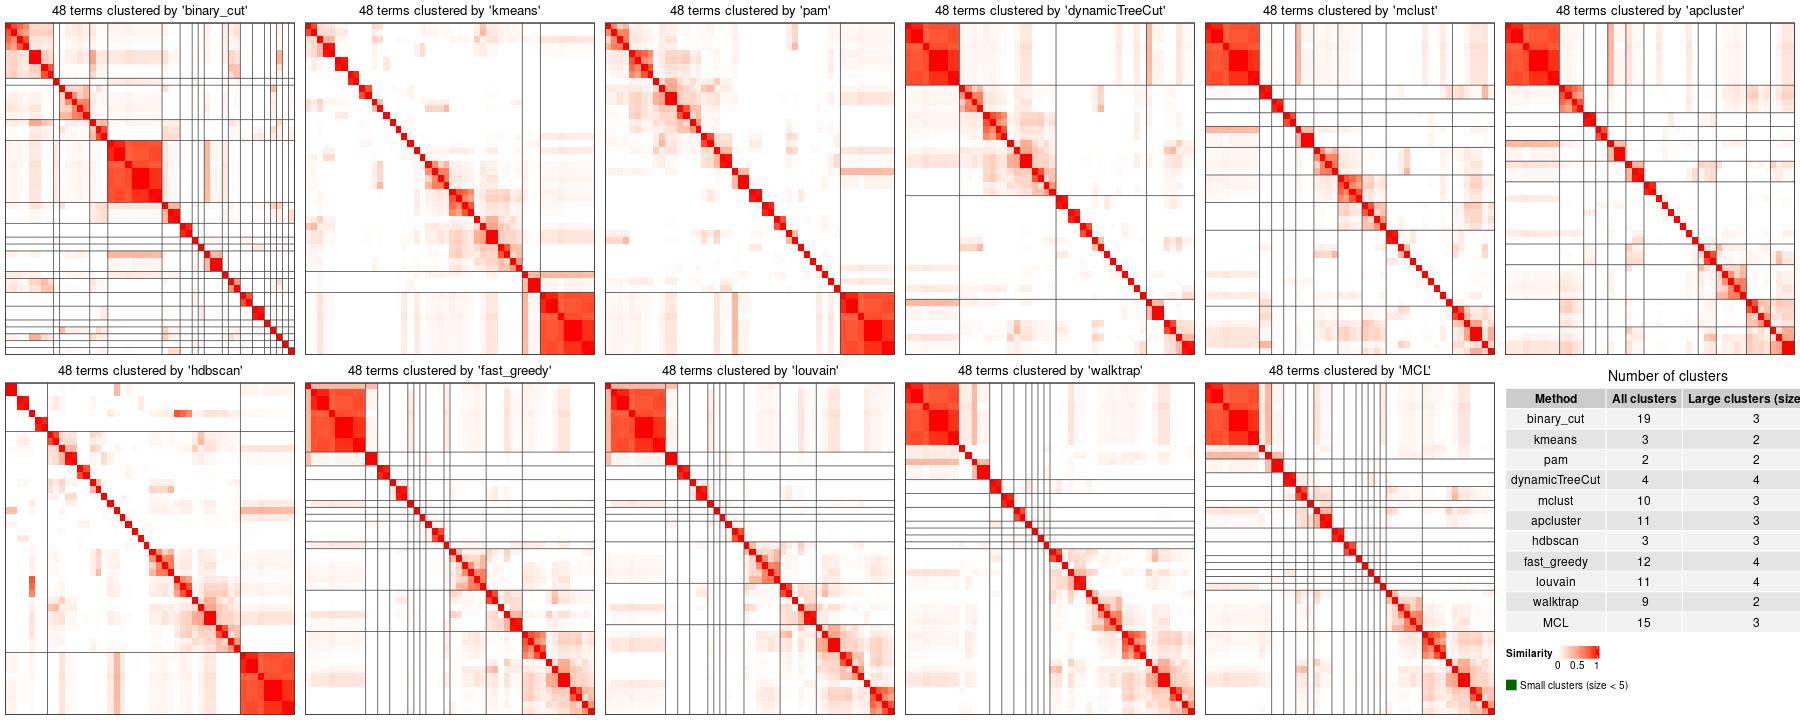 48 terms clustered by 'binary_cut'
48 terms clustered by 'kmeans'
48 terms clustered by 'pam'
48 terms clustered by 'dynamicTreeCut'
48 terms clustered by 'mclust'
48 terms clustered by 'apcluster'
48 terms clustered by 'hdbscan'
48 terms clustered by 'fast_greedy'
48 terms clustered by 'louvain'
48 terms clustered by 'walktrap'
48 terms clustered by 'MCL'
Number of clusters
Method All clusters Large clusters (size
binary_cut 19 3
kmeans 3 2
pam 2 2
dynamicTreeCut 4 4
mclust 10 3
apcluster 11 3
hdbscan 3 3
fast_greedy 12 4
louvain 11 4
walktrap 9 2
MCL 15 3
Similarity
0 0.5 1
Small clusters (size < 5)